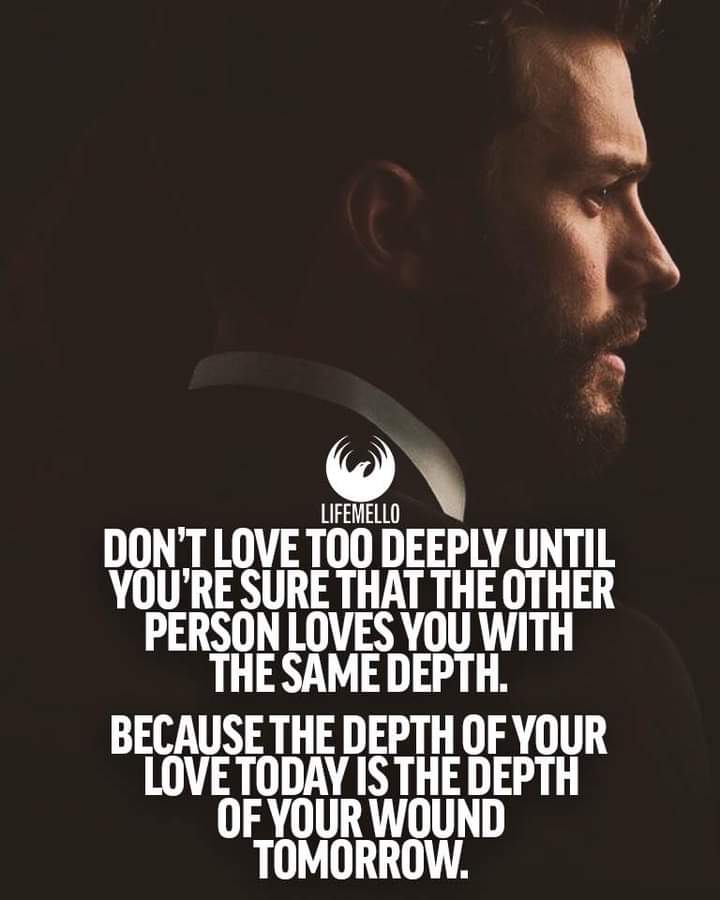 LIFEMELLO
DON'T LOVE TOO DEEPLY UNTIL
YOU'RE SURE THAT THE OTHER
PERSON LOVES YOU WITH
THE SAME DEPTH.
BECAUSE THE DEPTH OF YOUR
LOVE TODAY IS THE DEPTH
OF YOUR WOUND
TOMORROW.